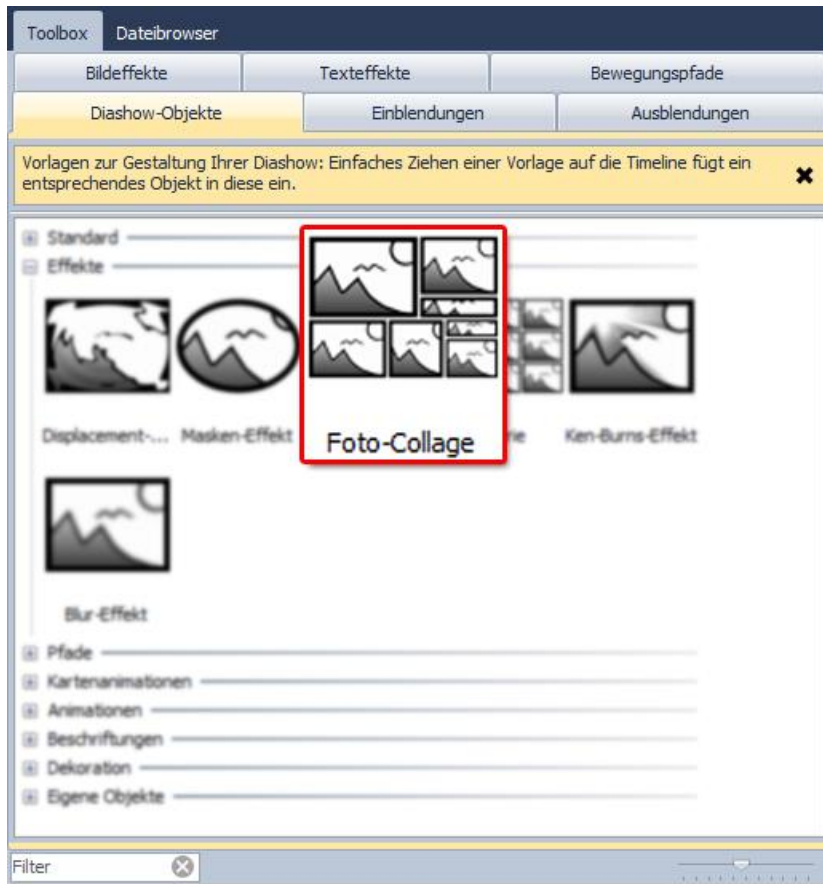 Toolbox Dateibrowser
Bildeffekte Texteffekte Bewegungspfade
Diashow-Objekte Einblendungen Ausblendungen
Vorlagen zur Gestaltung Ihrer Diashow: Einfaches Ziehen einer Vorlage auf die Timeline fügt ein
entsprechendes Objekt in diese ein.
Standard
Effekte
Displacement-... Masken-Effekt Foto-Collage Ken-Burns-Effekt
Blur-Effekt
Pfade
Kartenanimationen
Animationen
Beschriftungen
Dekoration
Eigene Objekte
Filter